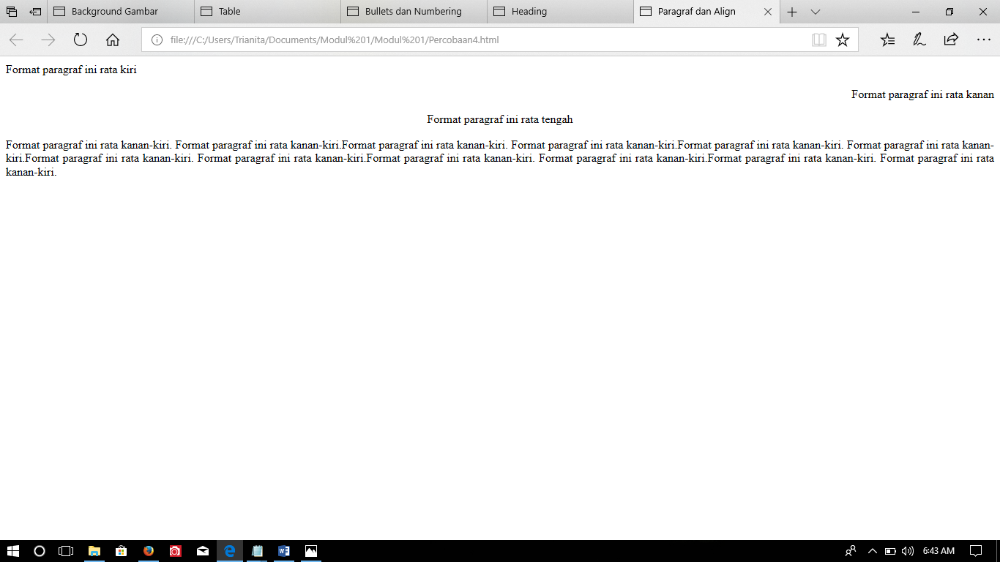 Background Gambar
Table
Bullets dan Numbering
Heading
Paragraf dan Align
file:///C:/Users/Trianita/Documents/Modul%201/Modul%201/Percobaan4.html
Format paragraf ini rata kiri
Format paragraf ini rata kanan
Format paragraf ini rata tengah
Format paragraf ini rata kanan-kiri. Format paragraf ini rata kanan-kiri.Format paragraf ini rata kanan-kiri. Format paragraf ini rata kanan-kiri.Format paragraf ini rata kanan-kiri. Format paragraf ini rata kanan-
kiri.Format paragraf ini rata kanan-kiri. Format paragraf ini rata kanan-kiri.Format paragraf ini rata kanan-kiri. Format paragraf ini rata kanan-kiri.Format paragraf ini rata kanan-kiri. Format paragraf ini rata
kanan-kiri.
6:43 AM